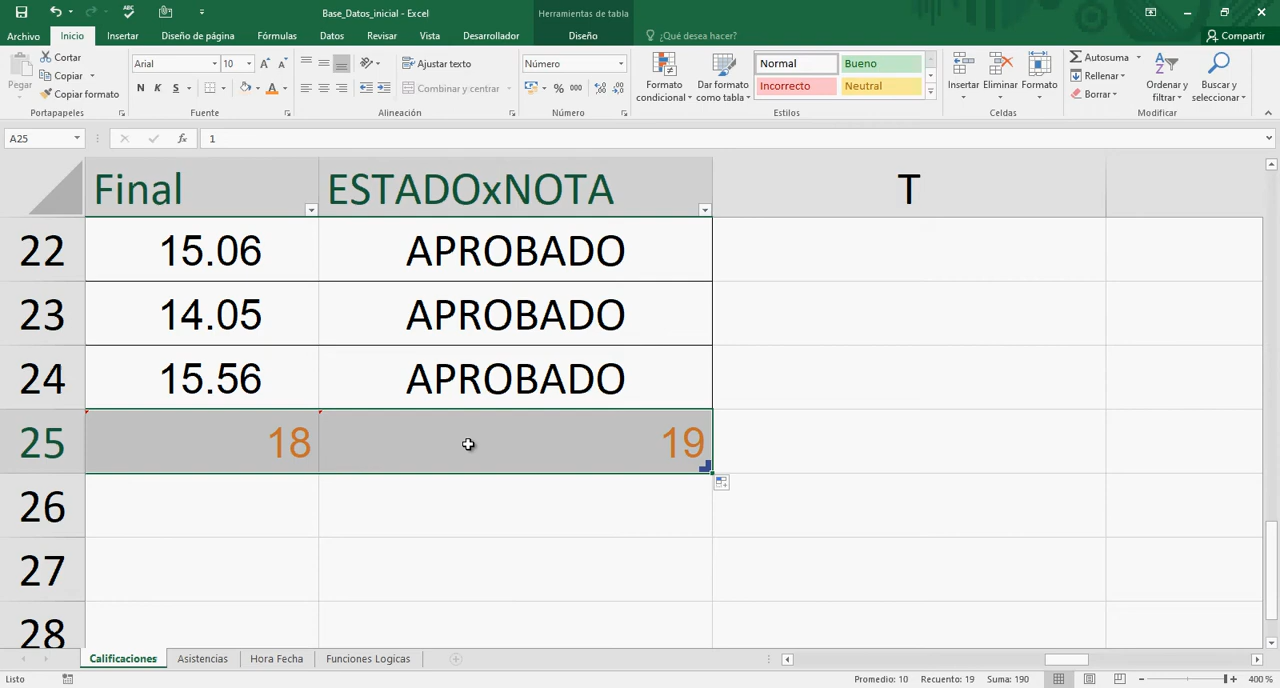 Base_Datos_inicial - Excel
Herramientas de tabla
Archivo
Inicio
Insertar
Diseño de página
Fórmulas
Datos
Revisar
Vista
Desarrollador
Diseño
¿Qué desea hacer?
Compartir
Pegar
Cortar
Copiar
Copiar formato
Portapapeles
Arial
10
N K S
Fuente
Ajustar texto
Combinar y centrar
Alineación
Número
% 000
Número
Formato condicional
Dar formato como tabla
Normal
Bueno
Incorrecto
Neutral
Estilos
Insertar
Eliminar
Formato
Celdas
Autosuma
Rellenar
Borrar
Ordenar y filtrar
Buscar y seleccionar
Modificar
A25
fx
1
Final ESTADOxNOTA T
22 15.06 APROBADO
23 14.05 APROBADO
24 15.56 APROBADO
25 18 19
26
27
28
Calificaciones Asistencias Hora Fecha Funciones Logicas
Listo
Promedio: 10 Recuento: 19 Suma: 190
400 %